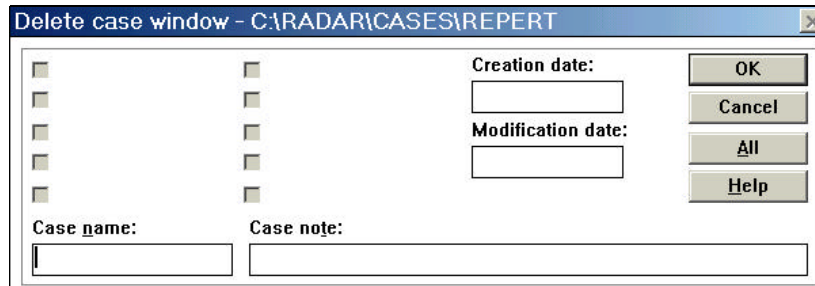 Delete case window - C:\RADAR\CASES\REPERT
Creation date:
OK
Cancel
Modification date:
All
Help
Case name:
Case note: